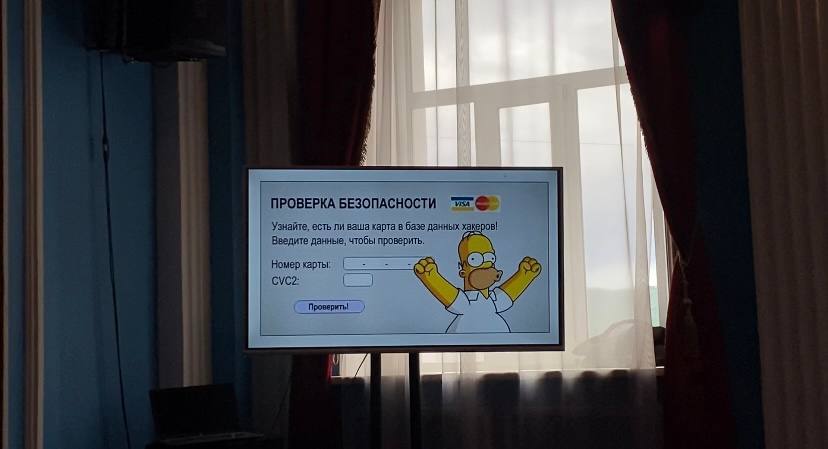 ПРОВЕРКА БЕЗОПАСНОСТИ VISA
Узнайте, есть ли ваша карта в базе данных хакеров!
Введите данные, чтобы проверить.
Номер карты: - - -
CVC2:
Проверить!